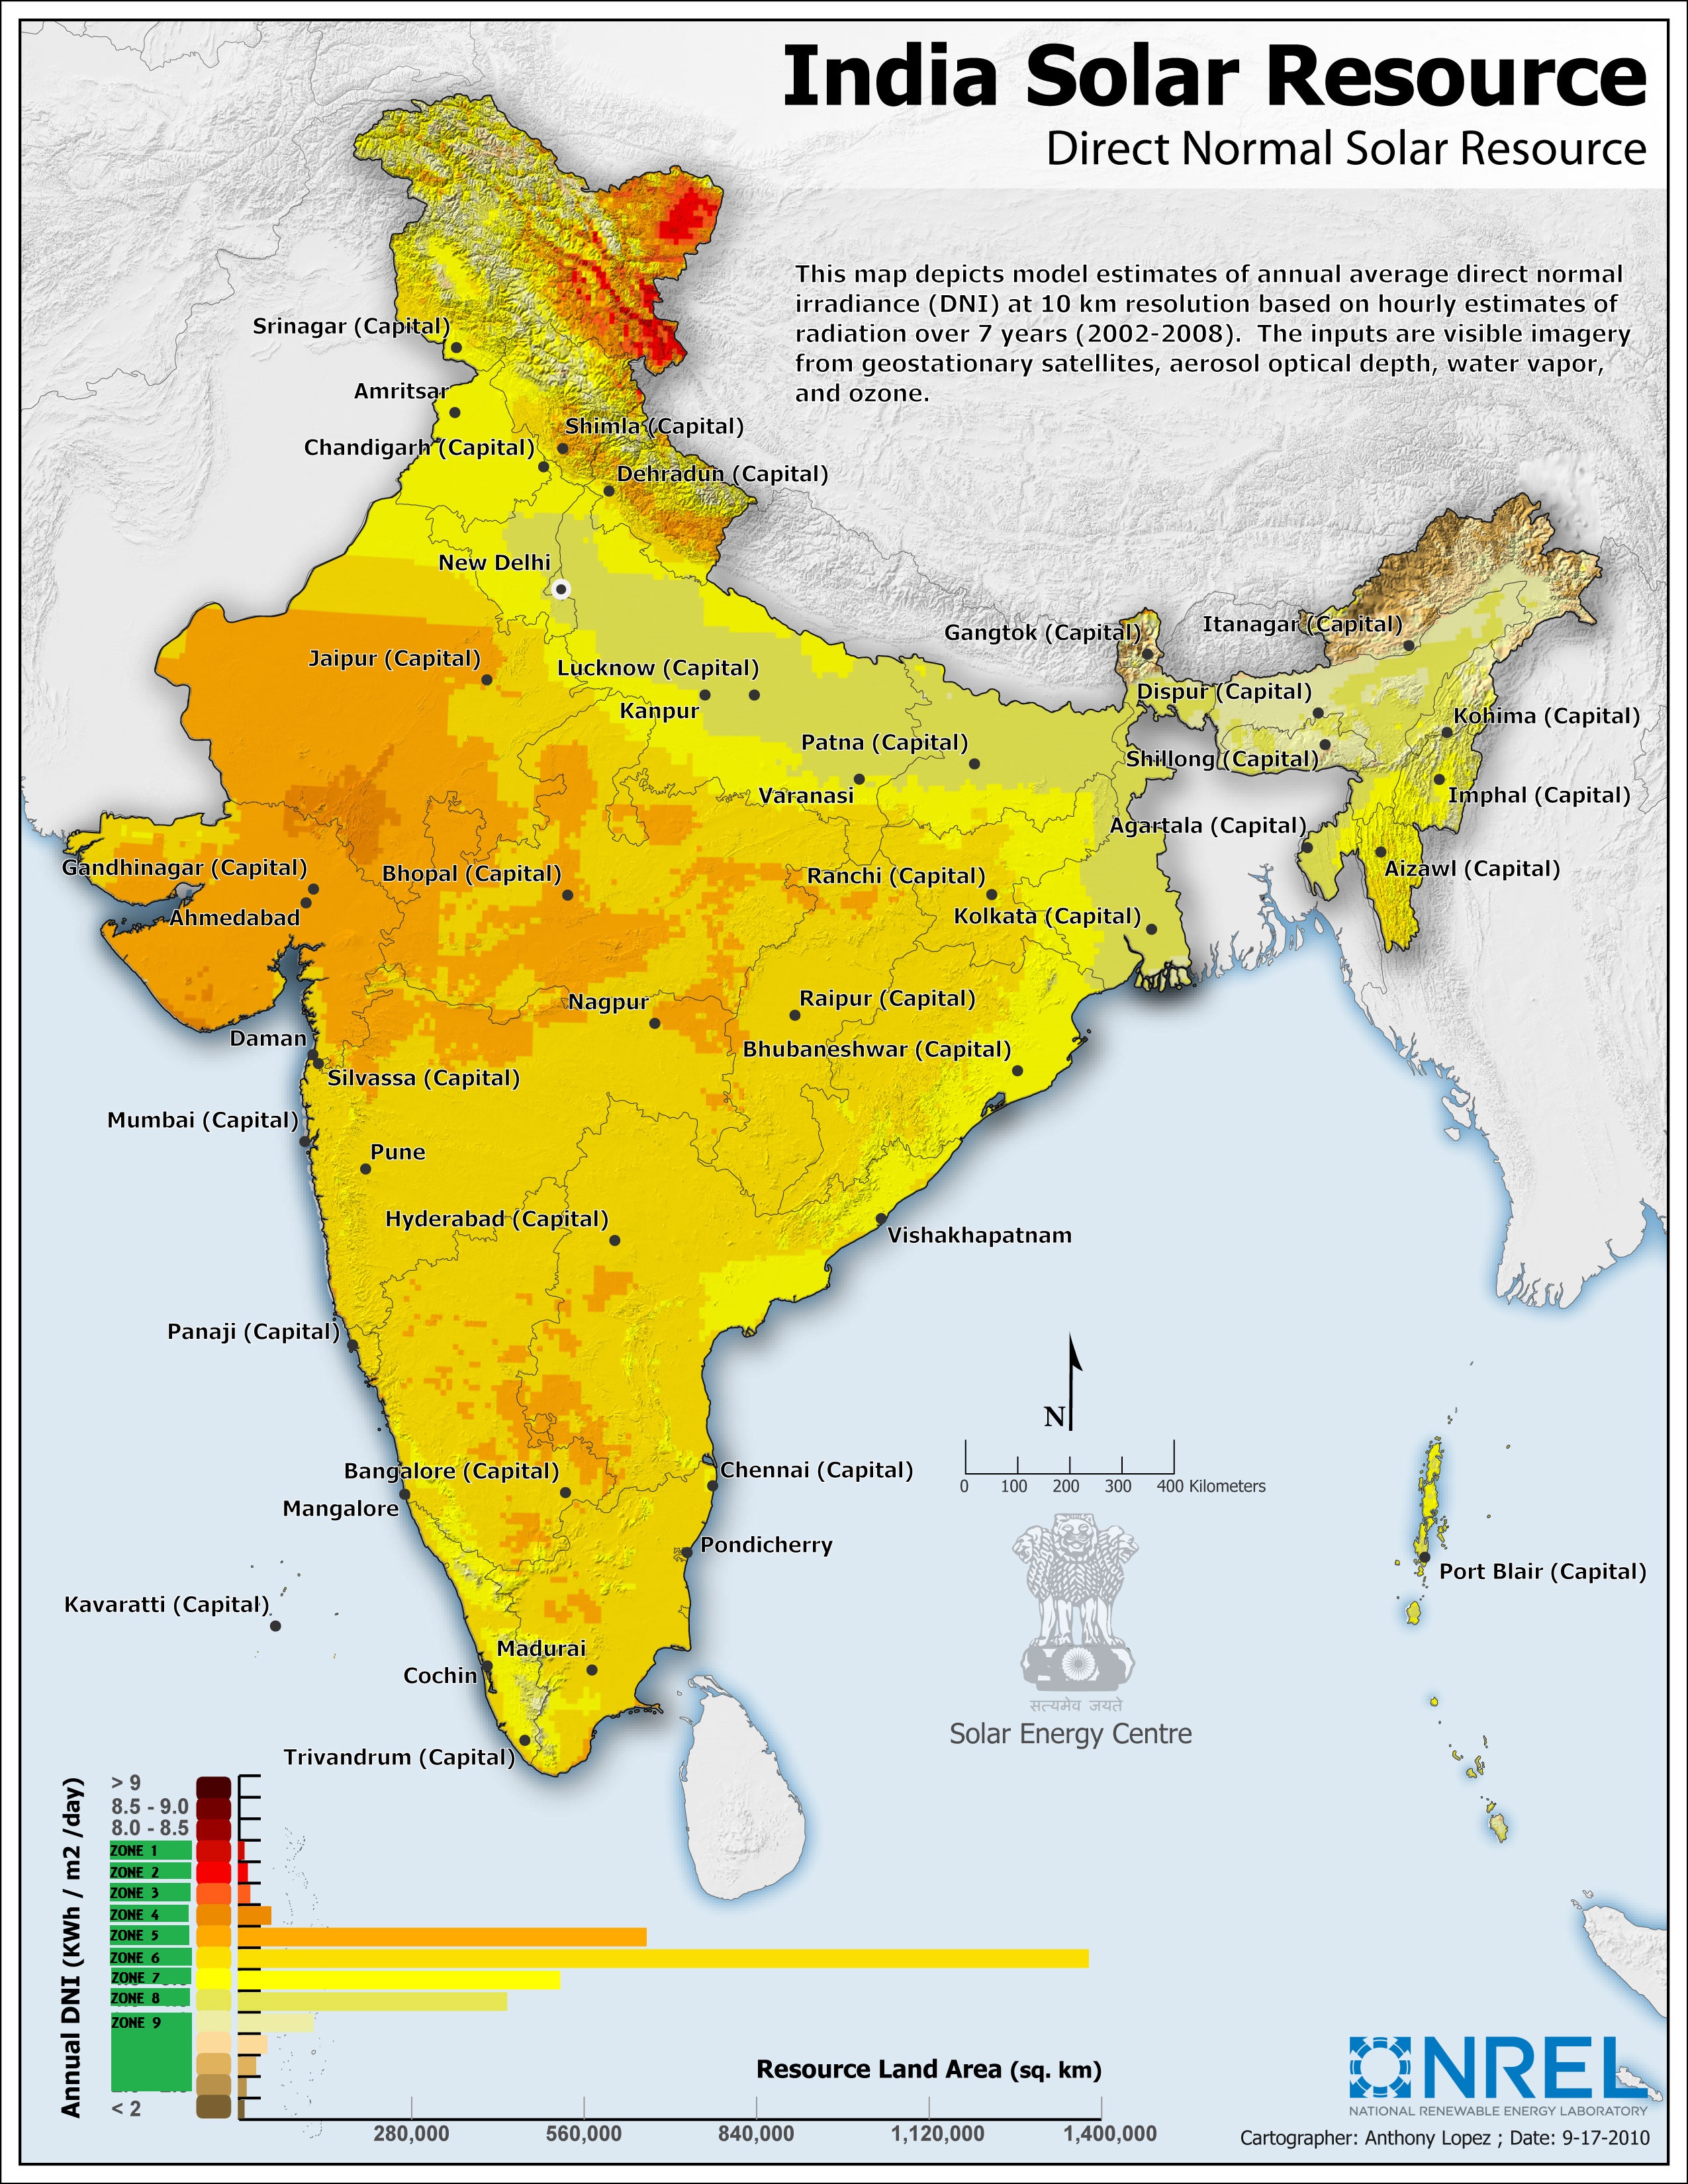 India Solar Resource
Direct Normal Solar Resource
This map depicts model estimates of annual average direct normal
irradiance (DNI) at 10 km resolution based on hourly estimates of
radiation over 7 years (2002-2008).  The inputs are visible imagery
from geostationary satellites, aerosol optical depth, water vapor,
and ozone.
Srinagar (Capital)
Amritsar
Shimla (Capital)
Chandigarh (Capital)
Dehradun (Capital)
New Delhi
Gangtok (Capital)
Itanagar (Capital)
Jaipur (Capital)
Lucknow (Capital)
Dispur (Capital)
Kanpur
Kohima (Capital)
Patna (Capital)
Shillong (Capital)
Varanasi
Imphal (Capital)
Agartala (Capital)
Gandhinagar (Capital)
Bhopal (Capital)
Ranchi (Capital)
Aizawl (Capital)
Ahmedabad
Kolkata (Capital)
Nagpur
Raipur (Capital)
Daman
Bhubaneshwar (Capital)
Silvassa (Capital)
Mumbai (Capital)
Pune
Hyderabad (Capital)
Vishakhapatnam
Panaji (Capital)
N
Bangalore (Capital)
Chennai (Capital)
0 100 200 300 400 Kilometers
Mangalore
Pondicherry
Port Blair (Capital)
Kavaratti (Capital)
Madurai
Cochin
सत्यमेव जयते
Solar Energy Centre
Trivandrum (Capital)
Annual DNI (KWh / m2 /day)
> 9
8.5 - 9.0
8.0 - 8.5
ZONE 1
ZONE 2
ZONE 3
ZONE 4
ZONE 5
ZONE 6
ZONE 7
ZONE 8
ZONE 9
< 2
Resource Land Area (sq. km)
280,000 560,000 840,000 1,120,000 1,400,000
NREL
NATIONAL RENEWABLE ENERGY LABORATORY
Cartographer: Anthony Lopez ; Date: 9-17-2010